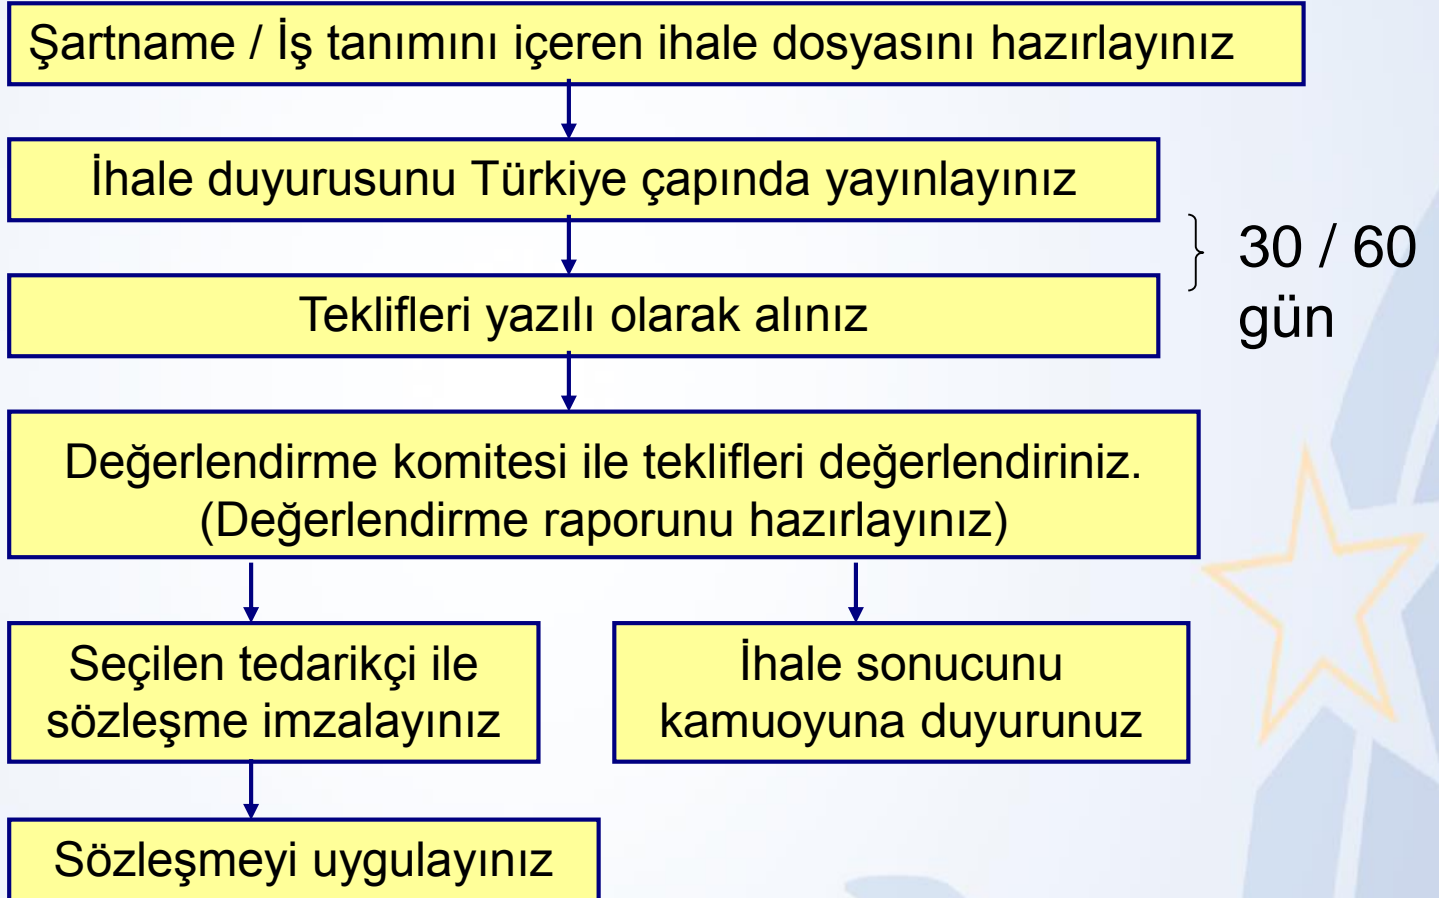 Şartname / İş tanımını içeren ihale dosyasını hazırlayınız
İhale duyurusunu Türkiye çapında yayınlayınız
30 / 60
gün
Teklifleri yazılı olarak alınız
Değerlendirme komitesi ile teklifleri değerlendiriniz.
(Değerlendirme raporunu hazırlayınız)
Seçilen tedarikçi ile
sözleşme imzalayınız
İhale sonucunu
kamuoyuna duyurunuz
Sözleşmeyi uygulayınız